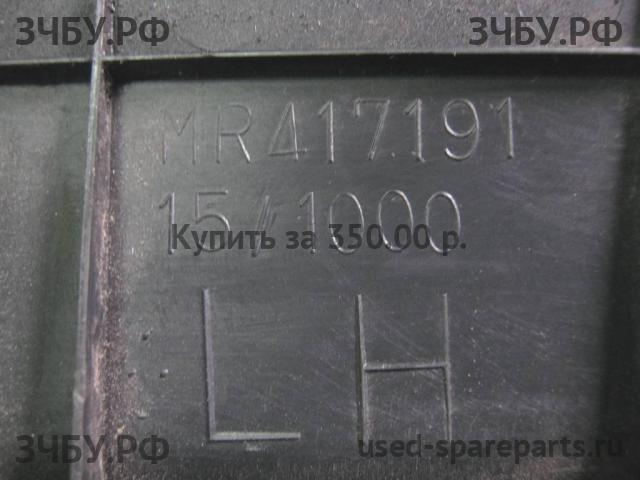 ЗЧБУ.РФ ЗЧБУ.РФ
MR417191
15/1000
Купить за 350.00 р.
LH
ЗЧБУ.РФ used-spareparts.ru